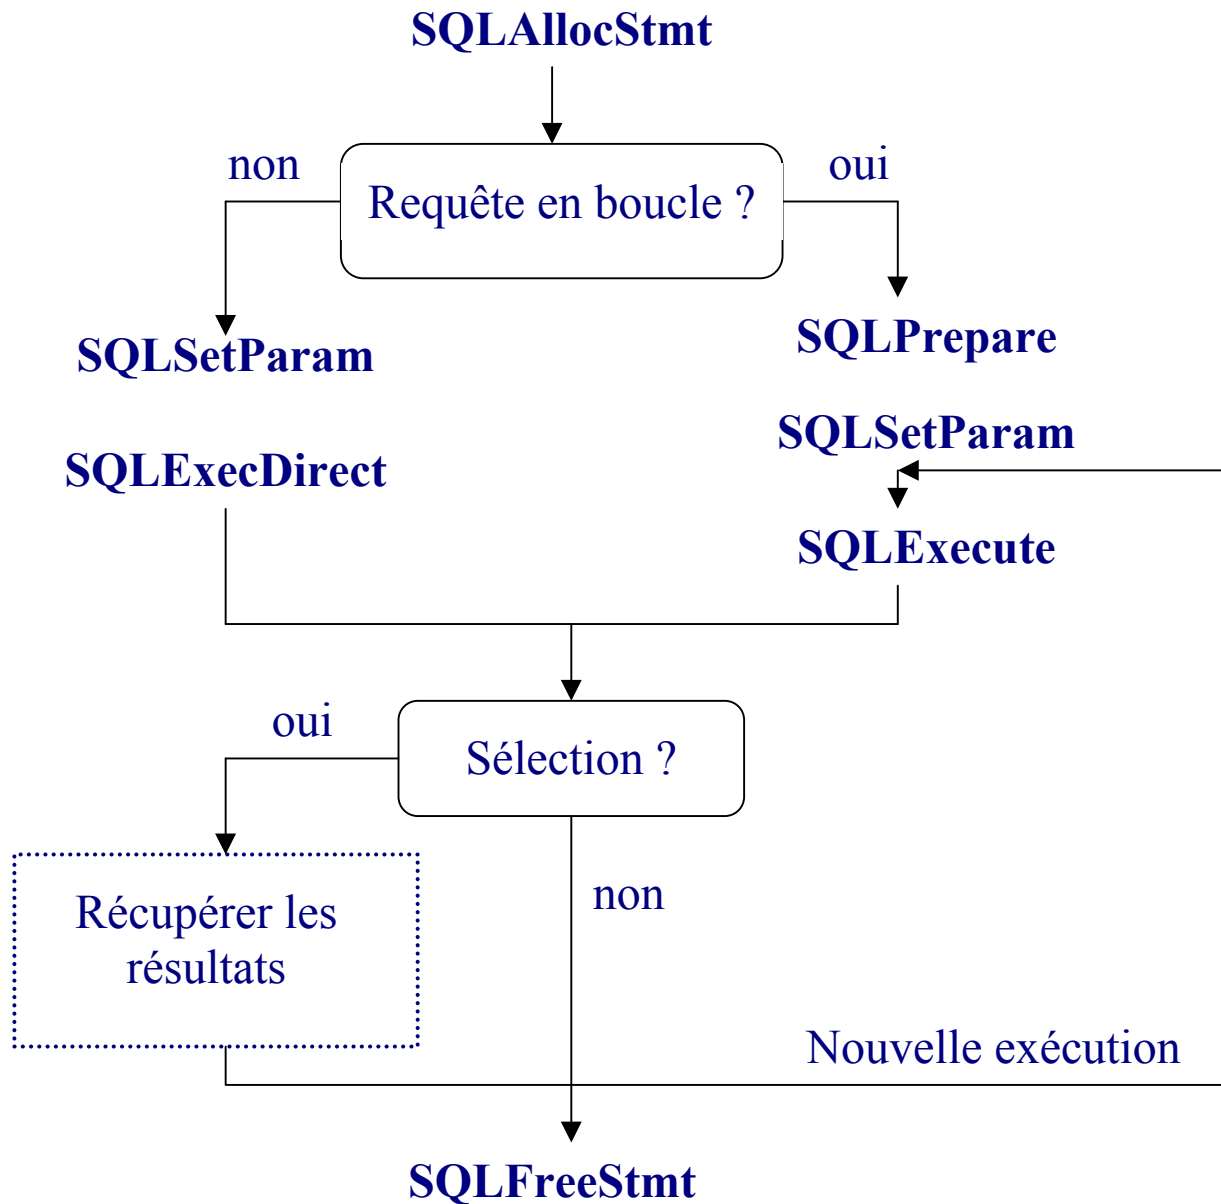 SQLAllocStmt
non
oui
Requête en boucle ?
SQLSetParam
SQLPrepare
SQLSetParam
SQLExecDirect
SQLExecute
oui
Sélection ?
non
Récupérer les
résultats
Nouvelle exécution
SQLFreeStmt